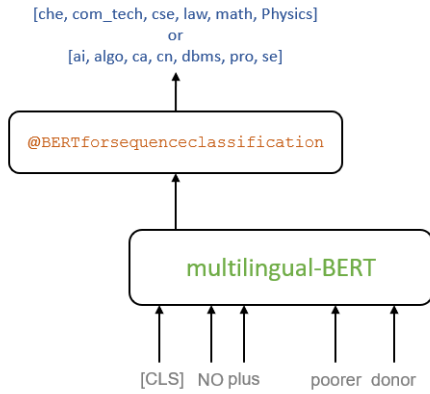 [che, com_tech, cse, law, math, Physics]
or
[ai, algo, ca, cn, dbms, pro, se]
@BERTforsequenceclassification
multilingual-BERT
[CLS] NO plus poorer donor